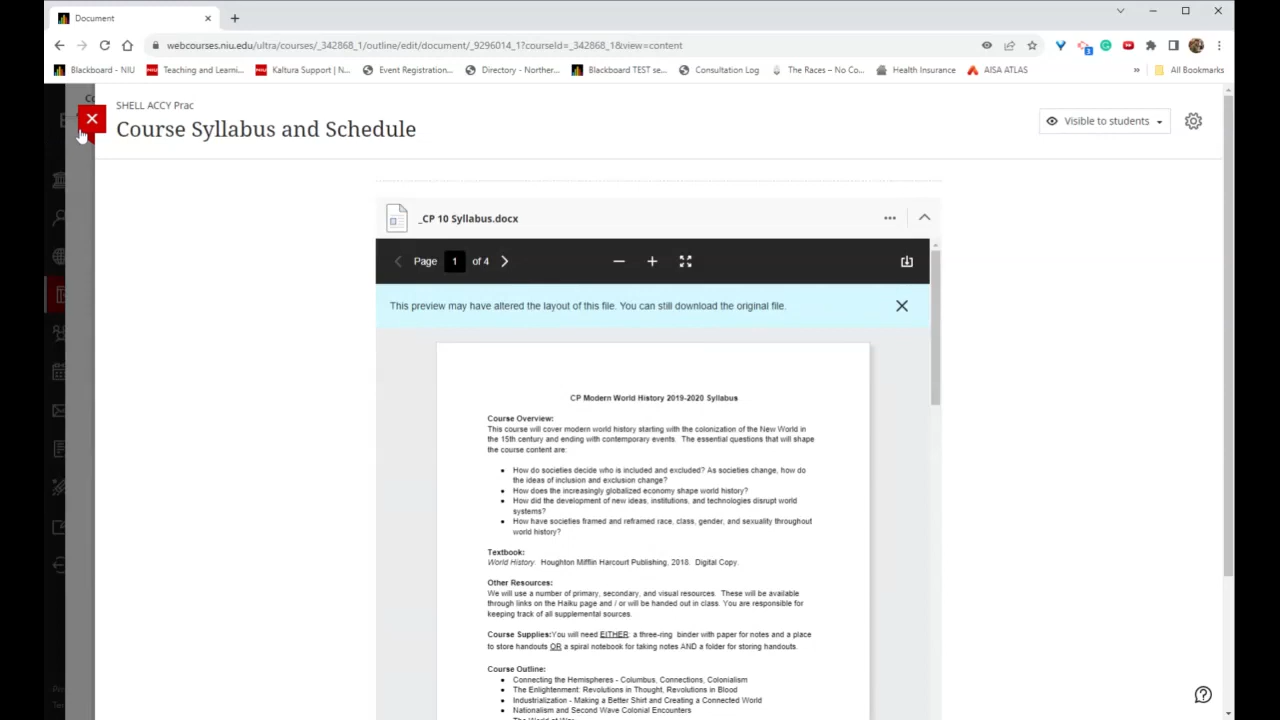 Document
webcourses.niu.edu/ultra/courses/_342868_1/outline/edit/document/_9296014_1?courseId=_342868_1&view=content
Blackboard - NIU
Teaching and Learni...
Kaltura Support | N...
Event Registration...
Directory - Norther...
Blackboard TEST se...
Consultation Log
The Races – No Co...
Health Insurance
AISA ATLAS
»
All Bookmarks
SHELL ACCY Prac
Course Syllabus and Schedule
Visible to students
_CP 10 Syllabus.docx
Page 1 of 4
This preview may have altered the layout of this file. You can still download the original file.
CP Modern World History 2019-2020 Syllabus
Course Overview:
This course will cover modern world history starting with the colonization of the New World in
the 15th century and ending with contemporary events. The essential questions that will shape
the course content are:
• How do societies decide who is included and excluded? As societies change, how do
the ideas of inclusion and exclusion change?
• How does the increasingly globalized economy shape world history?
• How did the development of new ideas, institutions, and technologies disrupt world
systems?
• How have societies framed and reframed race, class, gender, and sexuality throughout
world history?
Textbook:
World History. Houghton Mifflin Harcourt Publishing, 2018. Digital Copy.
Other Resources:
We will use a number of primary, secondary, and visual resources. These will be available
through links on the Haiku page and / or will be handed out in class. You are responsible for
keeping track of all supplemental sources.
Course Supplies:You will need EITHER a three-ring binder with paper for notes and a place
to store handouts OR a spiral notebook for taking notes AND a folder for storing handouts.
Course Outline:
• Connecting the Hemispheres - Columbus, Connections, Colonialism
• The Enlightenment: Revolutions in Thought, Revolutions in Blood
• Industrialization - Making a Better Shirt and Creating a Connected World
• Nationalism and Second Wave Colonial Encounters